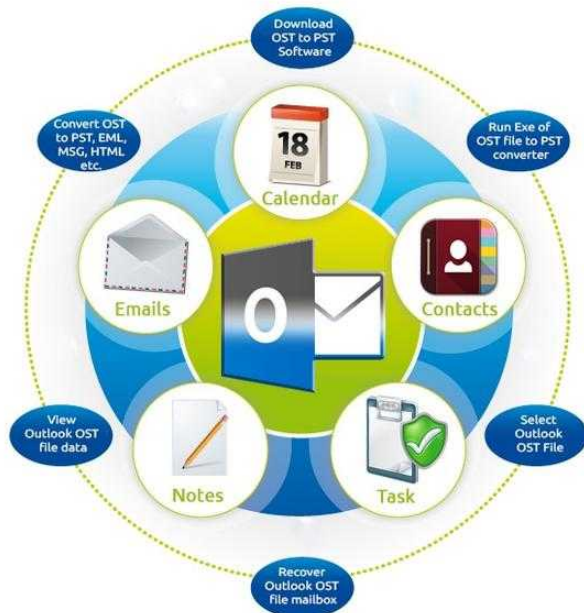 Download
OST to PST
Software
Convert OST
to PST, EML,
MSG, HTML
etc.
Run Exe of
OST file to PST
converter
18
FEB
Calendar
Emails
O
Contacts
View
Outlook OST
file data
Notes
Task
Select
Outlook
OST File
Recover
Outlook OST
file mailbox